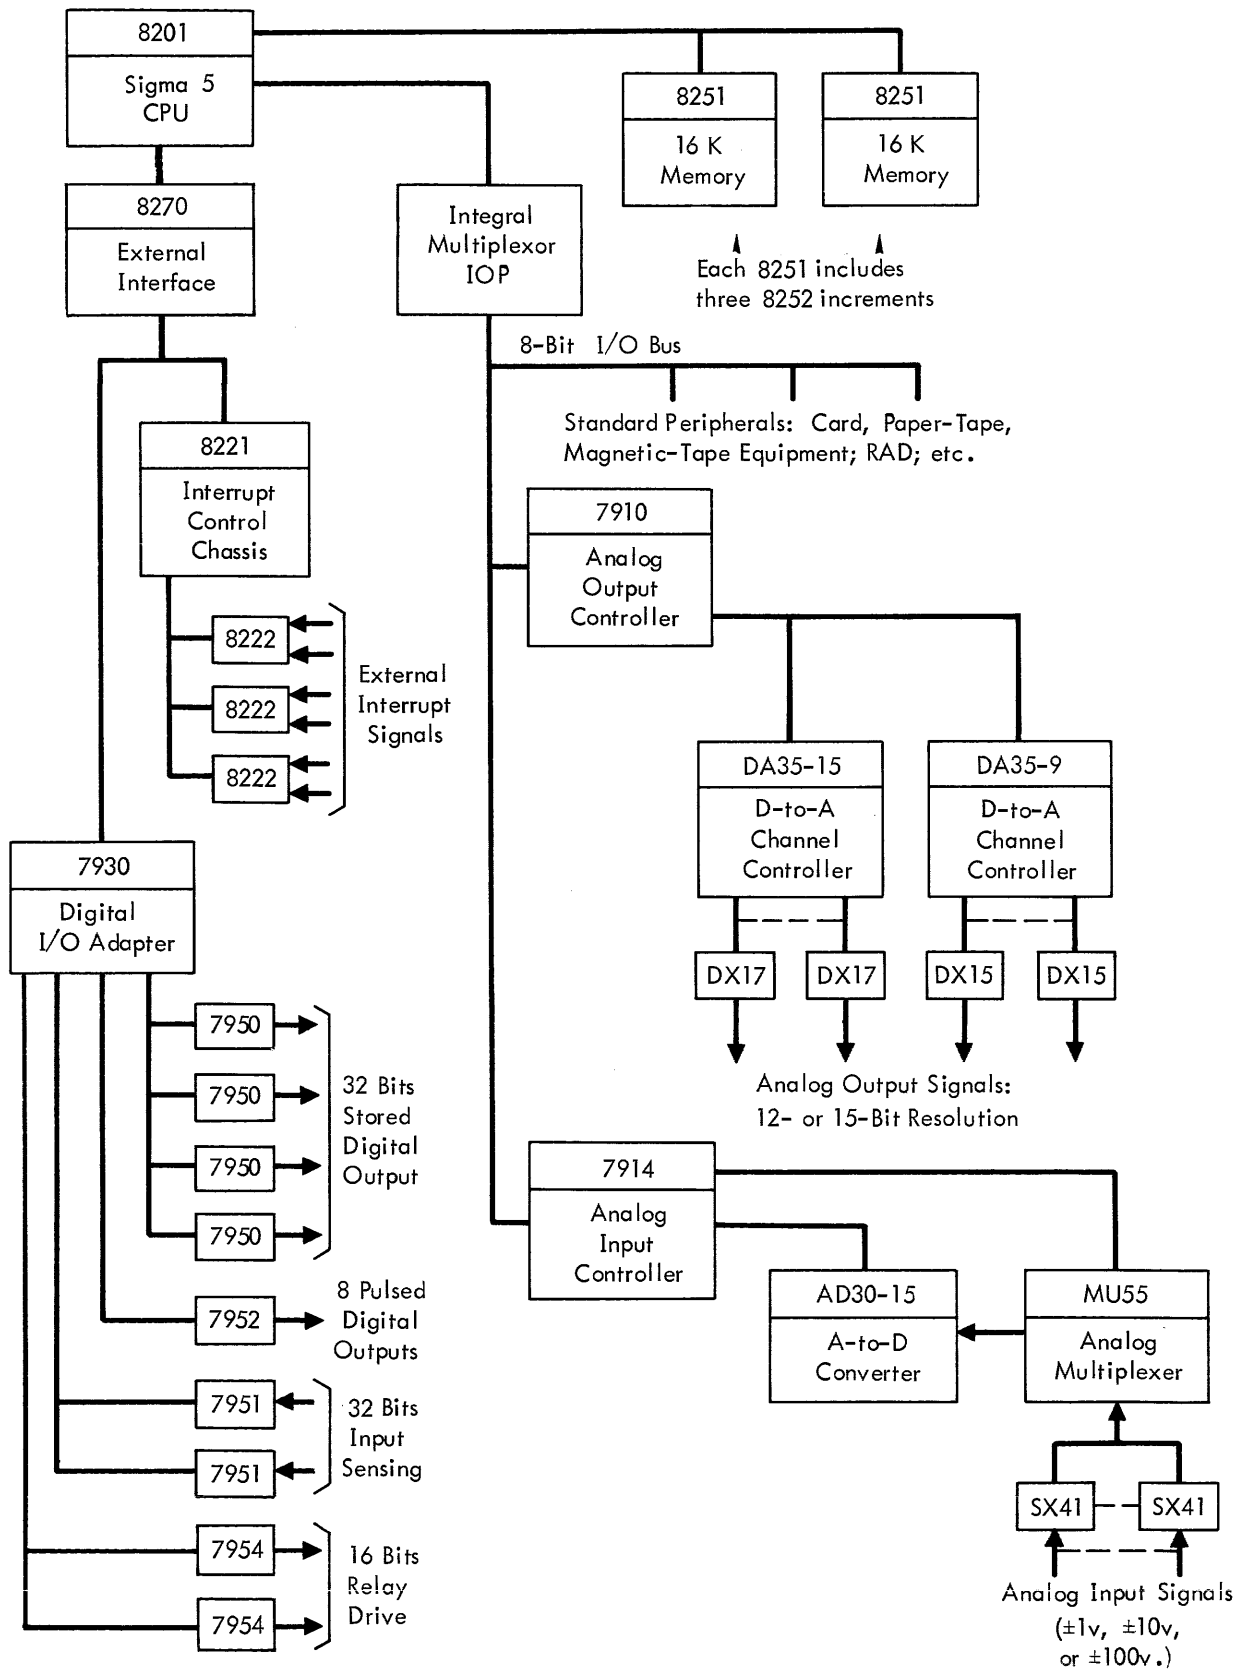 8201
Sigma 5
CPU
8251
16 K
Memory
8251
16 K
Memory
Each 8251 includes
three 8252 increments
8270
External
Interface
Integral
Multiplexor
IOP
8-Bit I/O Bus
Standard Peripherals: Card, Paper-Tape,
Magnetic-Tape Equipment; RAD; etc.
8221
Interrupt
Control
Chassis
8222
8222
8222
External
Interrupt
Signals
7910
Analog
Output
Controller
DA35-15
D-to-A
Channel
Controller
DA35-9
D-to-A
Channel
Controller
DX17
DX17
DX15
DX15
Analog Output Signals:
12- or 15-Bit Resolution
7930
Digital
I/O Adapter
7950
7950
7950
7950
32 Bits
Stored
Digital
Output
7952
8 Pulsed
Digital
Outputs
7951
7951
32 Bits
Input
Sensing
7954
7954
16 Bits
Relay
Drive
7914
Analog
Input
Controller
AD30-15
A-to-D
Converter
MU55
Analog
Multiplexer
SX41
SX41
Analog Input Signals
(±1v, ±10v,
or ±100v.)